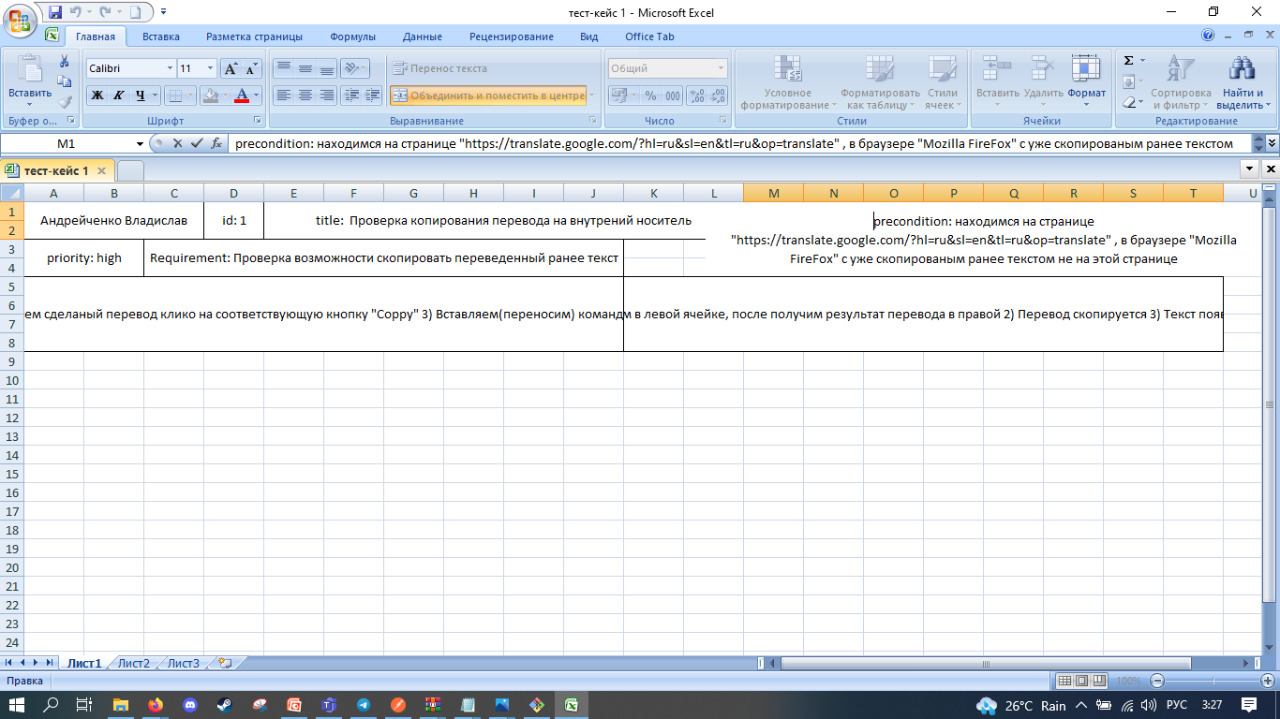 тест-кейс 1 - Microsoft Excel
Главная Вставка Разметка страницы Формулы Данные Рецензирование Вид Office Tab
Calibri 11 Перенос текста Общий
Вставить Ж К Ч Объединить и поместить в центре % 000 Условное форматирование Форматировать как таблицу Стили ячеек Вставить Удалить Формат Сортировка и фильтр Найти и выделить
Буфер о... Шрифт Выравнивание Число Стили Ячейки Редактирование
M1 fx precondition: находимся на странице "https://translate.google.com/?hl=ru&sl=en&tl=ru&op=translate" , в браузере "Mozilla FireFox" с уже скопированым ранее текстом
тест-кейс 1
A B C D E F G H I J K L M N O P Q R S T U
1
2
3
4
5
6
7
8
9
10
11
12
13
14
15
16
17
18
19
20
21
22
23
24
Андрейченко Владислав id: 1 title: Проверка копирования перевода на внутрений носитель
precondition: находимся на странице
"https://translate.google.com/?hl=ru&sl=en&tl=ru&op=translate" , в браузере "Mozilla
FireFox" с уже скопированым ранее текстом не на этой странице
priority: high Requirement: Проверка возможности скопировать переведенный ранее текст
ем сделаный перевод клико на соответствующую кнопку "Coppy" 3) Вставляем(переносим) команд
м в левой ячейке, после получим результат перевода в правой 2) Перевод скопируется 3) Текст появ
Лист1 Лист2 Лист3
Правка 100%
26°C Rain РУС 3:27